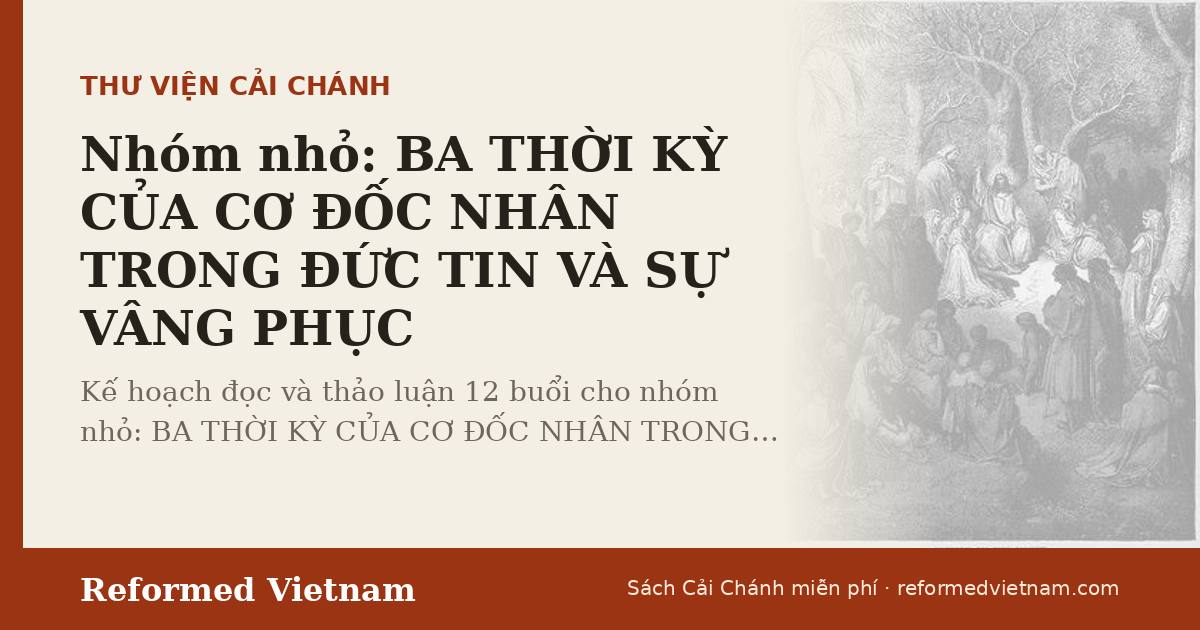 THƯ VIỆN CẢI CHÁNH
Nhóm nhỏ: BA THỜI KỲ
CỦA CƠ ĐỐC NHÂN
TRONG ĐỨC TIN VÀ SỰ
VÂNG PHỤC
Kế hoạch đọc và thảo luận 12 buổi cho nhóm
nhỏ: BA THỜI KỲ CỦA CƠ ĐỐC NHÂN TRONG…
Reformed Vietnam
Sách Cải Chánh miễn phí · reformedvietnam.com